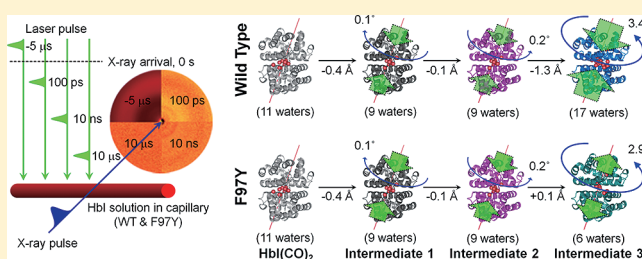 Laser pulse
-5 μs
X-ray arrival, 0 s
100 ps
10 ns
10 μs
-5 μs
100 ps
10 μs
10 ns
HbI solution in capillary
(WT & F97Y)
X-ray pulse
Wild Type
0.1°
0.2°
3.4
-0.4 Å
-0.1 Å
-1.3 Å
(11 waters)
(9 waters)
(9 waters)
(17 waters)
F97Y
0.1°
0.2°
2.9
-0.4 Å
-0.1 Å
+0.1 Å
(11 waters)
(9 waters)
(9 waters)
(6 waters)
HbI(CO)₂
Intermediate 1
Intermediate 2
Intermediate 3